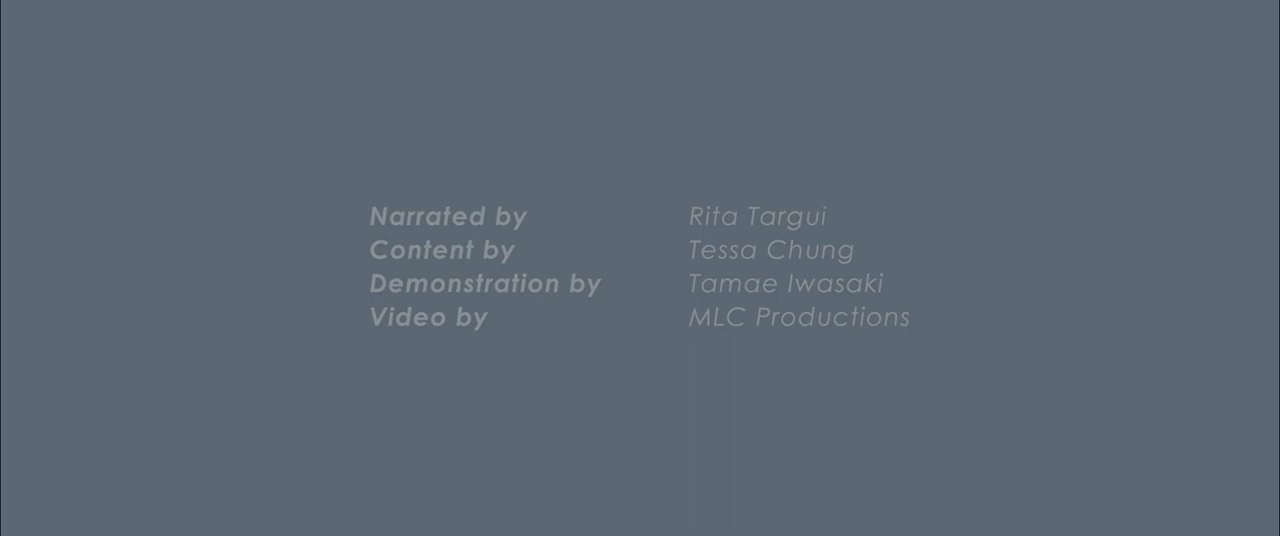 Narrated by Rita Targui
Content by Tessa Chung
Demonstration by Tamae Iwasaki
Video by MLC Productions